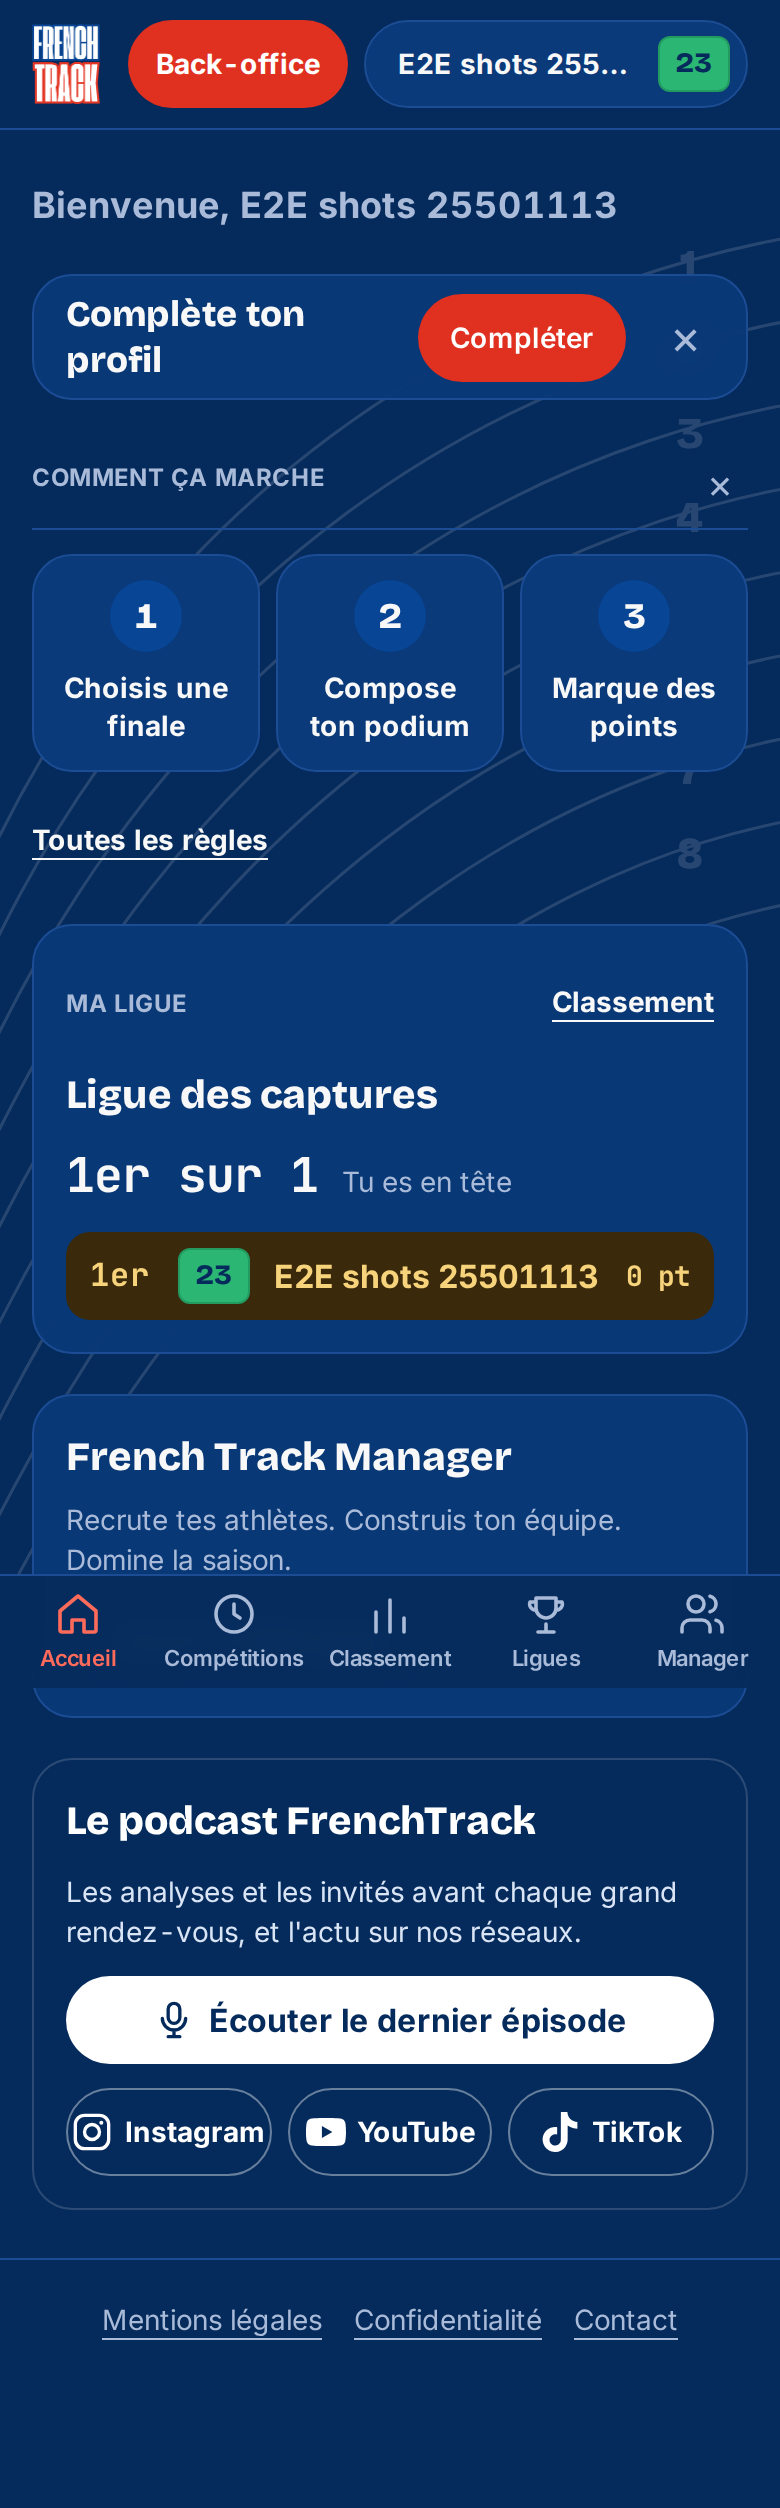 FRENCH
TRACK
Back-office
E2E shots 255...
23
Bienvenue, E2E shots 25501113
1
Complète ton
profil
Compléter
3
COMMENT ÇA MARCHE
4
1
2
3
Choisis une
finale
Compose
ton podium
Marque des
points
7
Toutes les règles
8
MA LIGUE
Classement
Ligue des captures
1er sur 1
Tu es en tête
1er
23
E2E shots 25501113
0 pt
French Track Manager
Recrute tes athlètes. Construis ton équipe.
Domine la saison.
Accueil
Compétitions
Classement
Ligues
Manager
Le podcast FrenchTrack
Les analyses et les invités avant chaque grand
rendez-vous, et l'actu sur nos réseaux.
Écouter le dernier épisode
Instagram
YouTube
TikTok
Mentions légales
Confidentialité
Contact